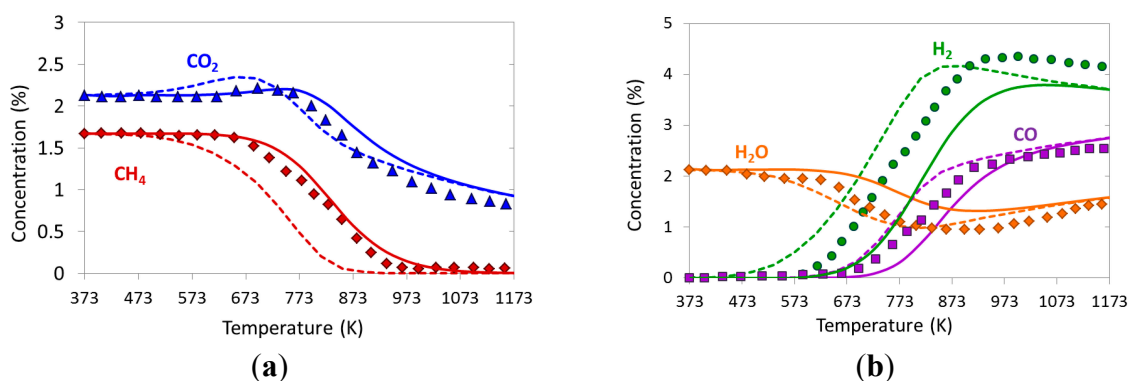 3
2.5
2
1.5
1
0.5
0
Concentration (%)
CO2
CH4
373 473 573 673 773 873 973 1073 1173
Temperature (K)
(a)
5
4
3
2
1
0
Concentration (%)
H2
H2O
CO
373 473 573 673 773 873 973 1073 1173
Temperature (K)
(b)